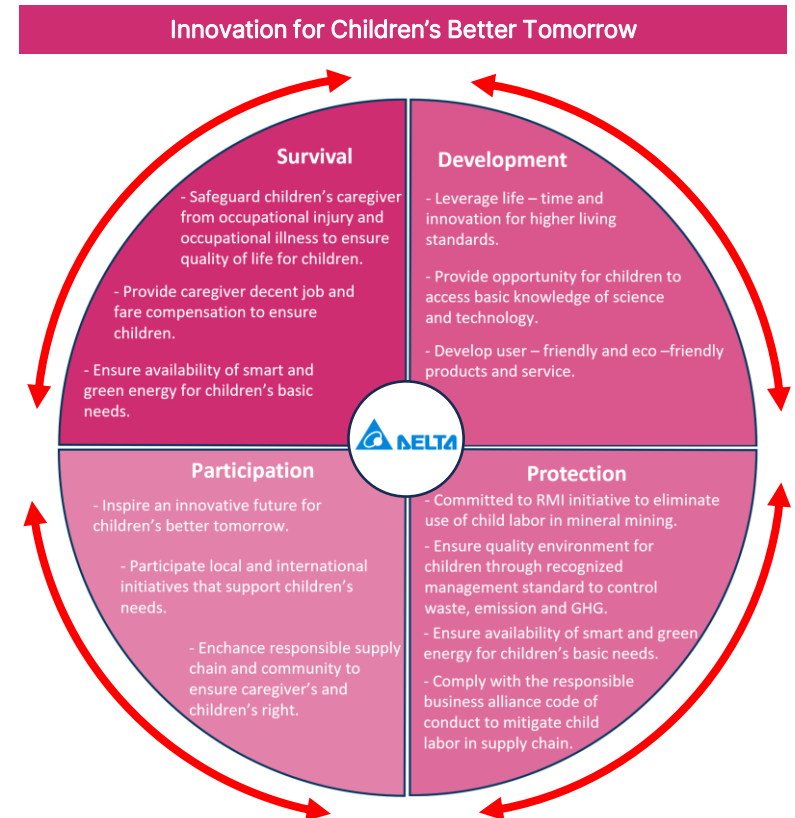 Innovation for Children's Better Tomorrow
Survival
- Safeguard children's caregiver
from occupational injury and
occupational illness to ensure
quality of life for children.
- Provide caregiver decent job and
fare compensation to ensure
children.
- Ensure availability of smart and
green energy for children's basic
needs.
Development
- Leverage life – time and
innovation for higher living
standards.
- Provide opportunity for children to
access basic knowledge of science
and technology.
- Develop user – friendly and eco –friendly
products and service.
DELTA
Participation
- Inspire an innovative future for
children's better tomorrow.
- Participate local and international
initiatives that support children's
needs.
- Enchance responsible supply
chain and community to
ensure caregiver's and
children's right.
Protection
- Committed to RMI initiative to eliminate
use of child labor in mineral mining.
- Ensure quality environment for
children through recognized
management standard to control
waste, emission and GHG.
- Ensure availability of smart and green
energy for children's basic needs.
- Comply with the responsible
business alliance code of
conduct to mitigate child
labor in supply chain.